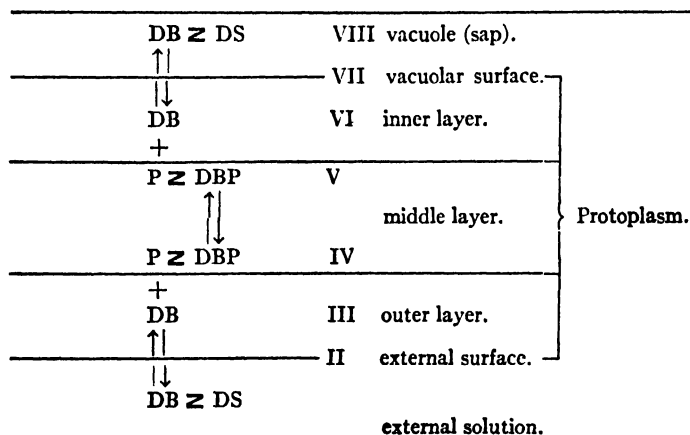 DB ⇄ DS VIII vacuole (sap).
VII vacuolar surface.
DB VI inner layer.
+
P ⇄ DBP V
middle layer. Protoplasm.
P ⇄ DBP IV
+
DB III outer layer.
II external surface.
DB ⇄ DS
external solution.